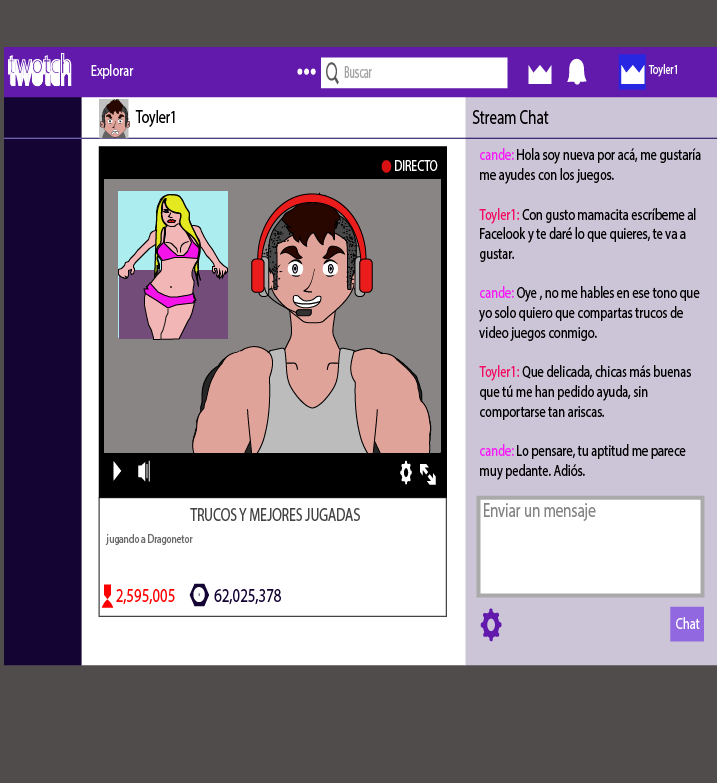 twotch
Explorar
••• Buscar
Toyler1
Toyler1
DIRECTO
TRUCOS Y MEJORES JUGADAS
jugando a Dragonetor
2,595,005
62,025,378
Stream Chat
cande: Hola soy nueva por acá, me gustaría
me ayudes con los juegos.
Toyler1: Con gusto mamacita escríbeme al
Facelook y te daré lo que quieres, te va a
gustar.
cande: Oye , no me hables en ese tono que
yo solo quiero que compartas trucos de
video juegos conmigo.
Toyler1: Que delicada, chicas más buenas
que tú me han pedido ayuda, sin
comportarse tan ariscas.
cande: Lo pensare, tu aptitud me parece
muy pedante. Adiós.
Enviar un mensaje
Chat